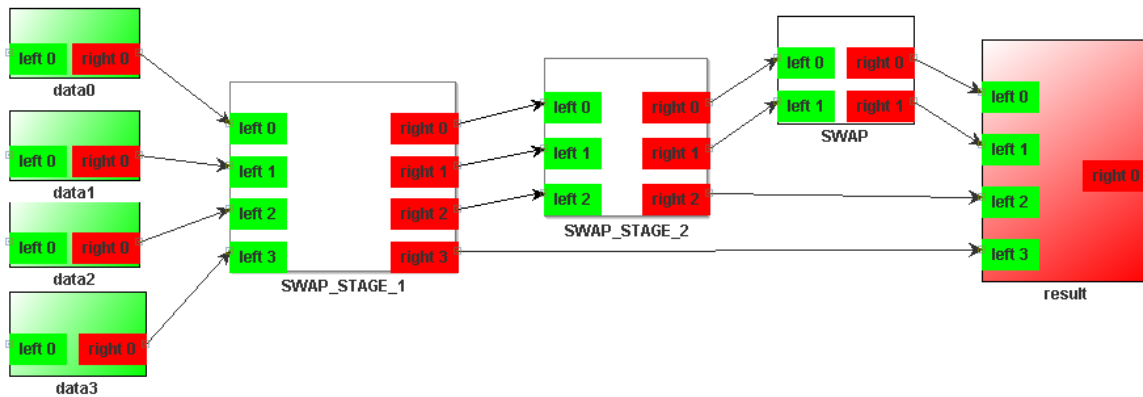 left 0 right 0
data0
left 0 right 0
data1
left 0 right 0
data2
left 0 right 0
data3
left 0 right 0
left 1 right 1
left 2 right 2
left 3 right 3
SWAP_STAGE_1
left 0 right 0
left 1 right 1
left 2 right 2
SWAP_STAGE_2
left 0 right 0
left 1 right 1
SWAP
left 0
left 1
right 0
left 2
left 3
result